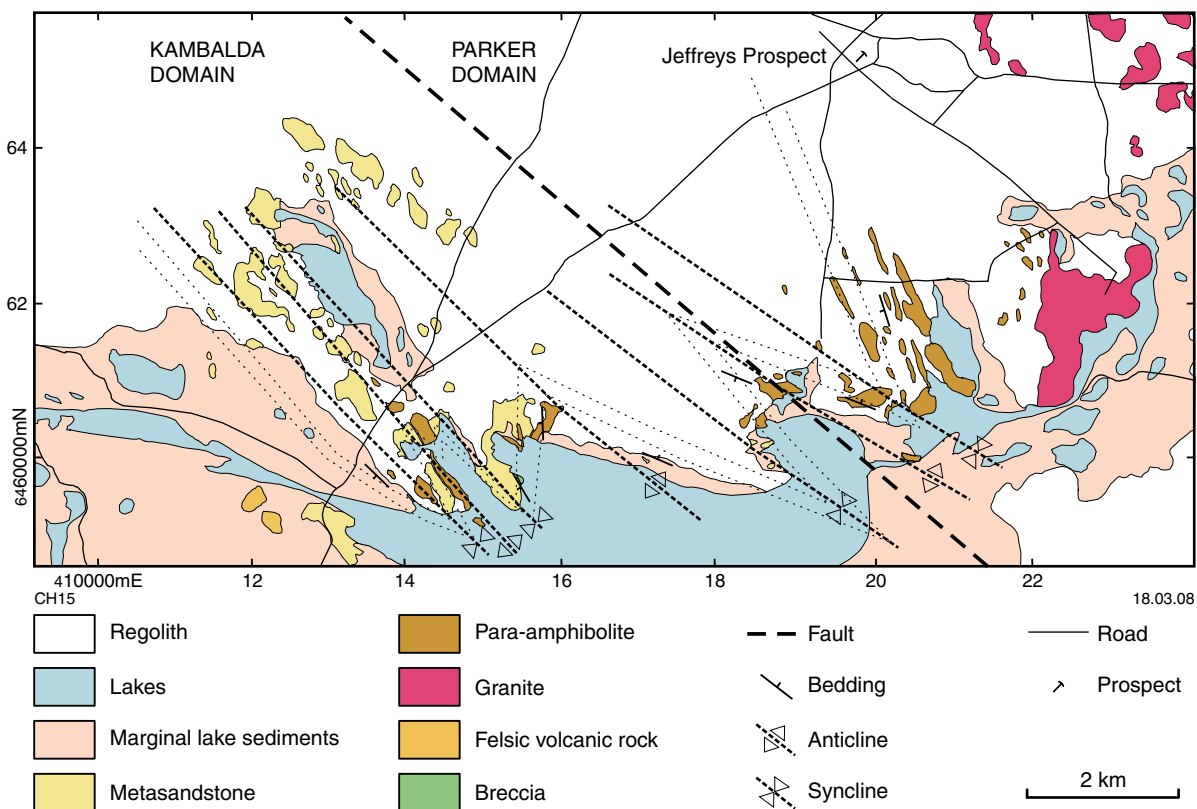 KAMBALDA
DOMAIN
PARKER
DOMAIN
Jeffreys Prospect
64
62
6460000mN
410000mE
12
14
16
18
20
22
CH15
18.03.08
Regolith
Lakes
Marginal lake sediments
Metasandstone
Para-amphibolite
Granite
Felsic volcanic rock
Breccia
Fault
Bedding
Anticline
Syncline
Road
Prospect
2 km